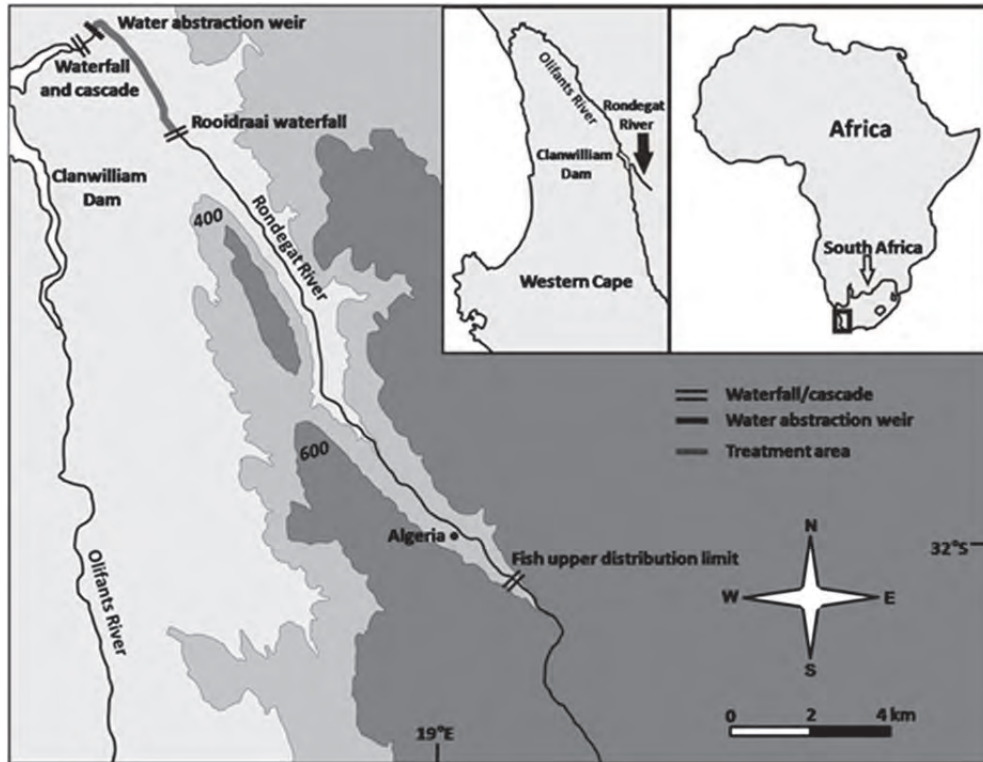 Water abstraction weir
Waterfall
and cascade
Rooidraai waterfall
Clanwilliam
Dam
400
Rondegat River
600
Algeria
Fish upper distribution limit
Olifants River
19°E
32°S
Olifants River
Rondegat
River
Clanwilliam
Dam
Western Cape
Africa
South Africa
Waterfall/cascade
Water abstraction weir
Treatment area
N
W
E
S
0 2 4 km